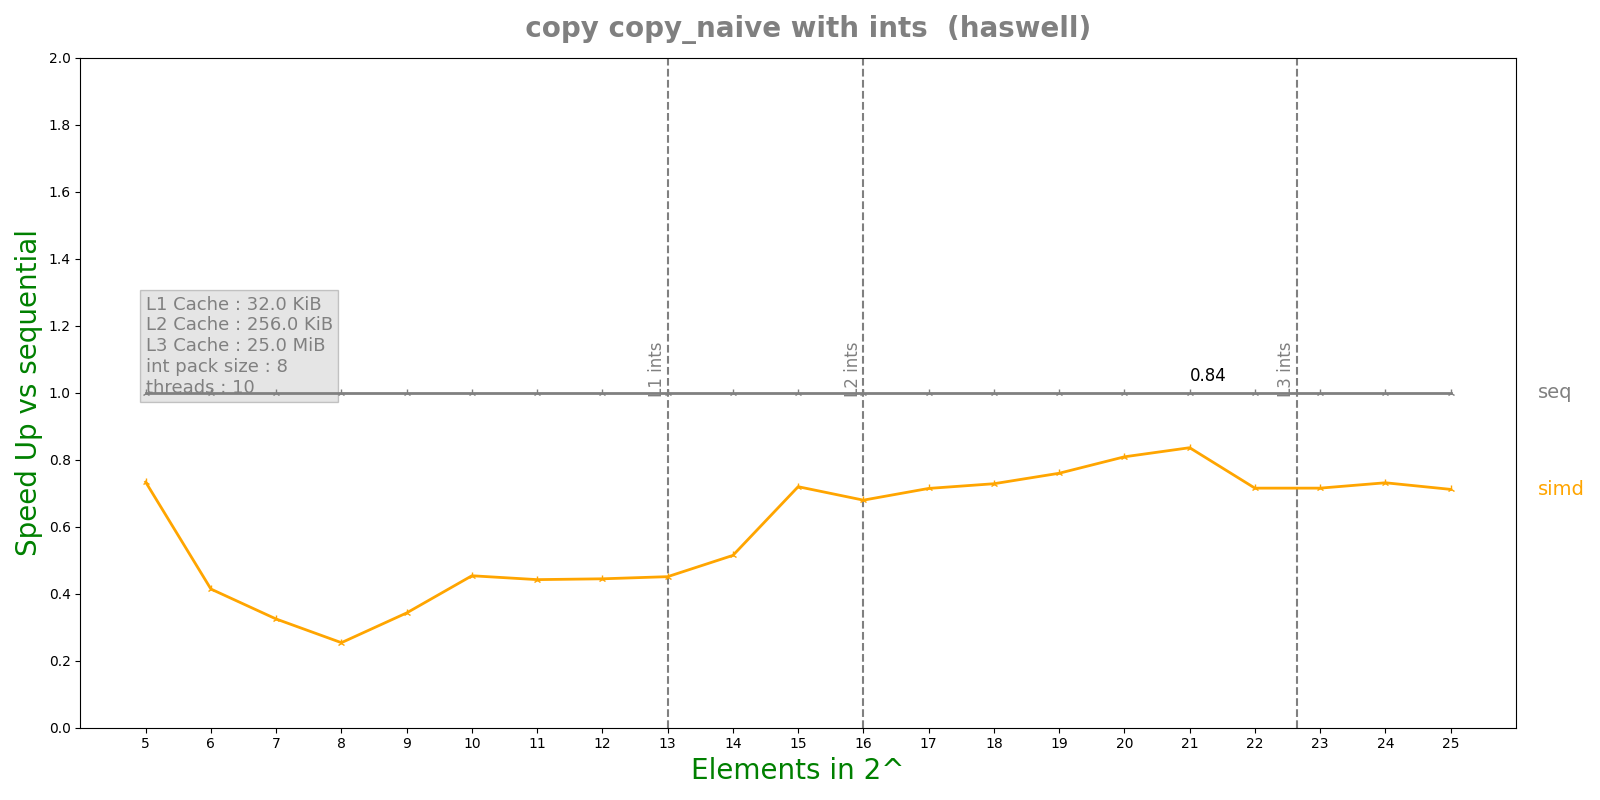 copy copy_naive with ints  (haswell)
Speed Up vs sequential
2.0
1.8
1.6
1.4
1.2
1.0
0.8
0.6
0.4
0.2
0.0
L1 Cache : 32.0 KiB
L2 Cache : 256.0 KiB
L3 Cache : 25.0 MiB
int pack size : 8
threads : 10
L1 ints
L2 ints
L3 ints
0.84
seq
simd
5 6 7 8 9 10 11 12 13 14 15 16 17 18 19 20 21 22 23 24 25
Elements in 2^